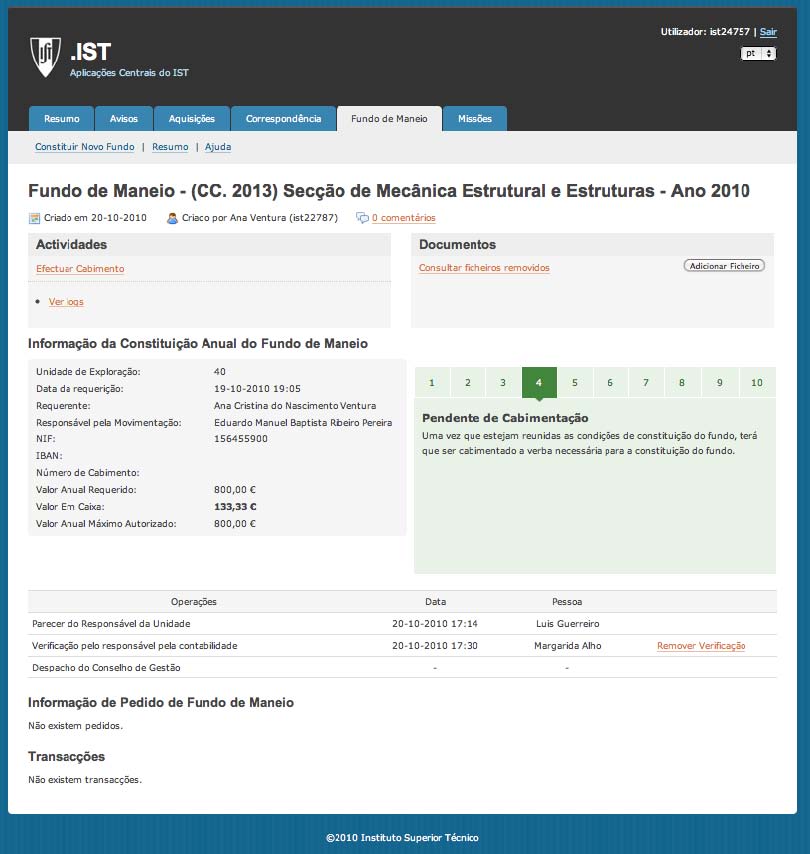 Utilizador: ist24757 | Sair
.IST
Aplicações Centrais do IST
pt
Resumo Avisos Aquisições Correspondência Fundo de Maneio Missões
Constituir Novo Fundo | Resumo | Ajuda
Fundo de Maneio - (CC. 2013) Secção de Mecânica Estrutural e Estruturas - Ano 2010
Criado em 20-10-2010 Criaco por Ana Ventura (ist22787) 0 comentários
Actividades
Efectuar Cabimento
Ver logs
Documentos
Consultar ficheiros removidos Adicionar Ficheiro
Informação da Constituição Anual do Fundo de Maneio
Unidade de Exploração: 40
Data da requerição: 19-10-2010 19:05
Requerente: Ana Cristina do Nascimento Ventura
Responsável pela Movimentação: Eduardo Manuel Baptista Ribeiro Pereira
NIF: 156455900
IBAN:
Número de Cabimento:
Valor Anual Requerido: 800,00 €
Valor Em Caixa: 133,33 €
Valor Anual Máximo Autorizado: 800,00 €
1 2 3 4 5 6 7 8 9 10
Pendente de Cabimentação
Uma vez que estejam reunidas as condições de constituição do fundo, terá
que ser cabimentado a verba necessária para a constituição do fundo.
Operações Data Pessoa
Parecer do Responsável da Unidade 20-10-2010 17:14 Luis Guerreiro
Verificação pelo responsável pela contabilidade 20-10-2010 17:30 Margarida Alho Remover Verificação
Despacho do Conselho de Gestão - -
Informação de Pedido de Fundo de Maneio
Não existem pedidos.
Transacções
Não existem transacções.
©2010 Instituto Superior Técnico